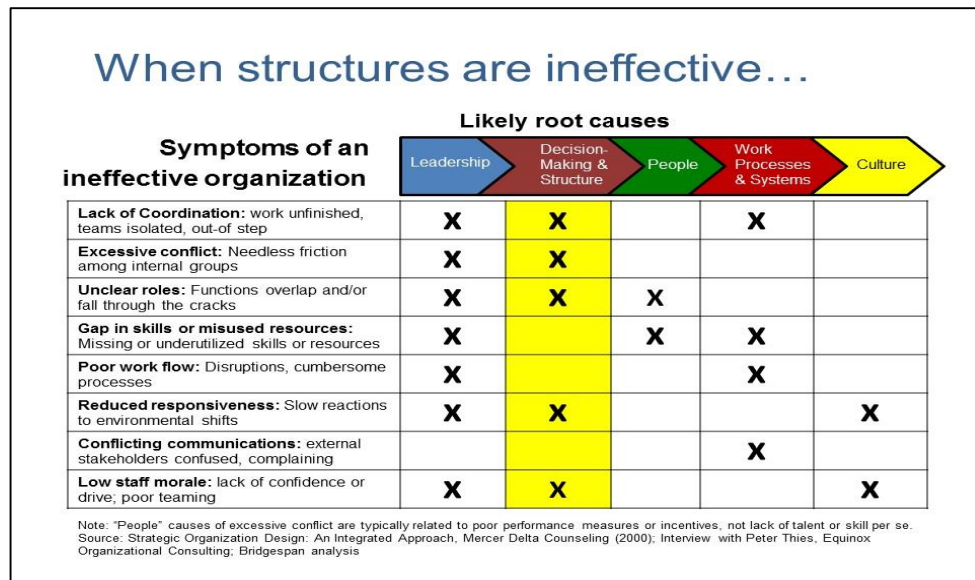 When structures are ineffective…
Likely root causes
Symptoms of an
ineffective organization
Leadership
Decision-
Making &
Structure
People
Work
Processes
& Systems
Culture
Lack of Coordination: work unfinished,
teams isolated, out-of step
X X X
Excessive conflict: Needless friction
among internal groups
X X
Unclear roles: Functions overlap and/or
fall through the cracks
X X X
Gap in skills or misused resources:
Missing or underutilized skills or resources
X X X
Poor work flow: Disruptions, cumbersome
processes
X X
Reduced responsiveness: Slow reactions
to environmental shifts
X X X
Conflicting communications: external
stakeholders confused, complaining
X
Low staff morale: lack of confidence or
drive; poor teaming
X X X
Note: “People” causes of excessive conflict are typically related to poor performance measures or incentives, not lack of talent or skill per se.
Source: Strategic Organization Design: An Integrated Approach, Mercer Delta Counseling (2000); Interview with Peter Thies, Equinox
Organizational Consulting; Bridgespan analysis